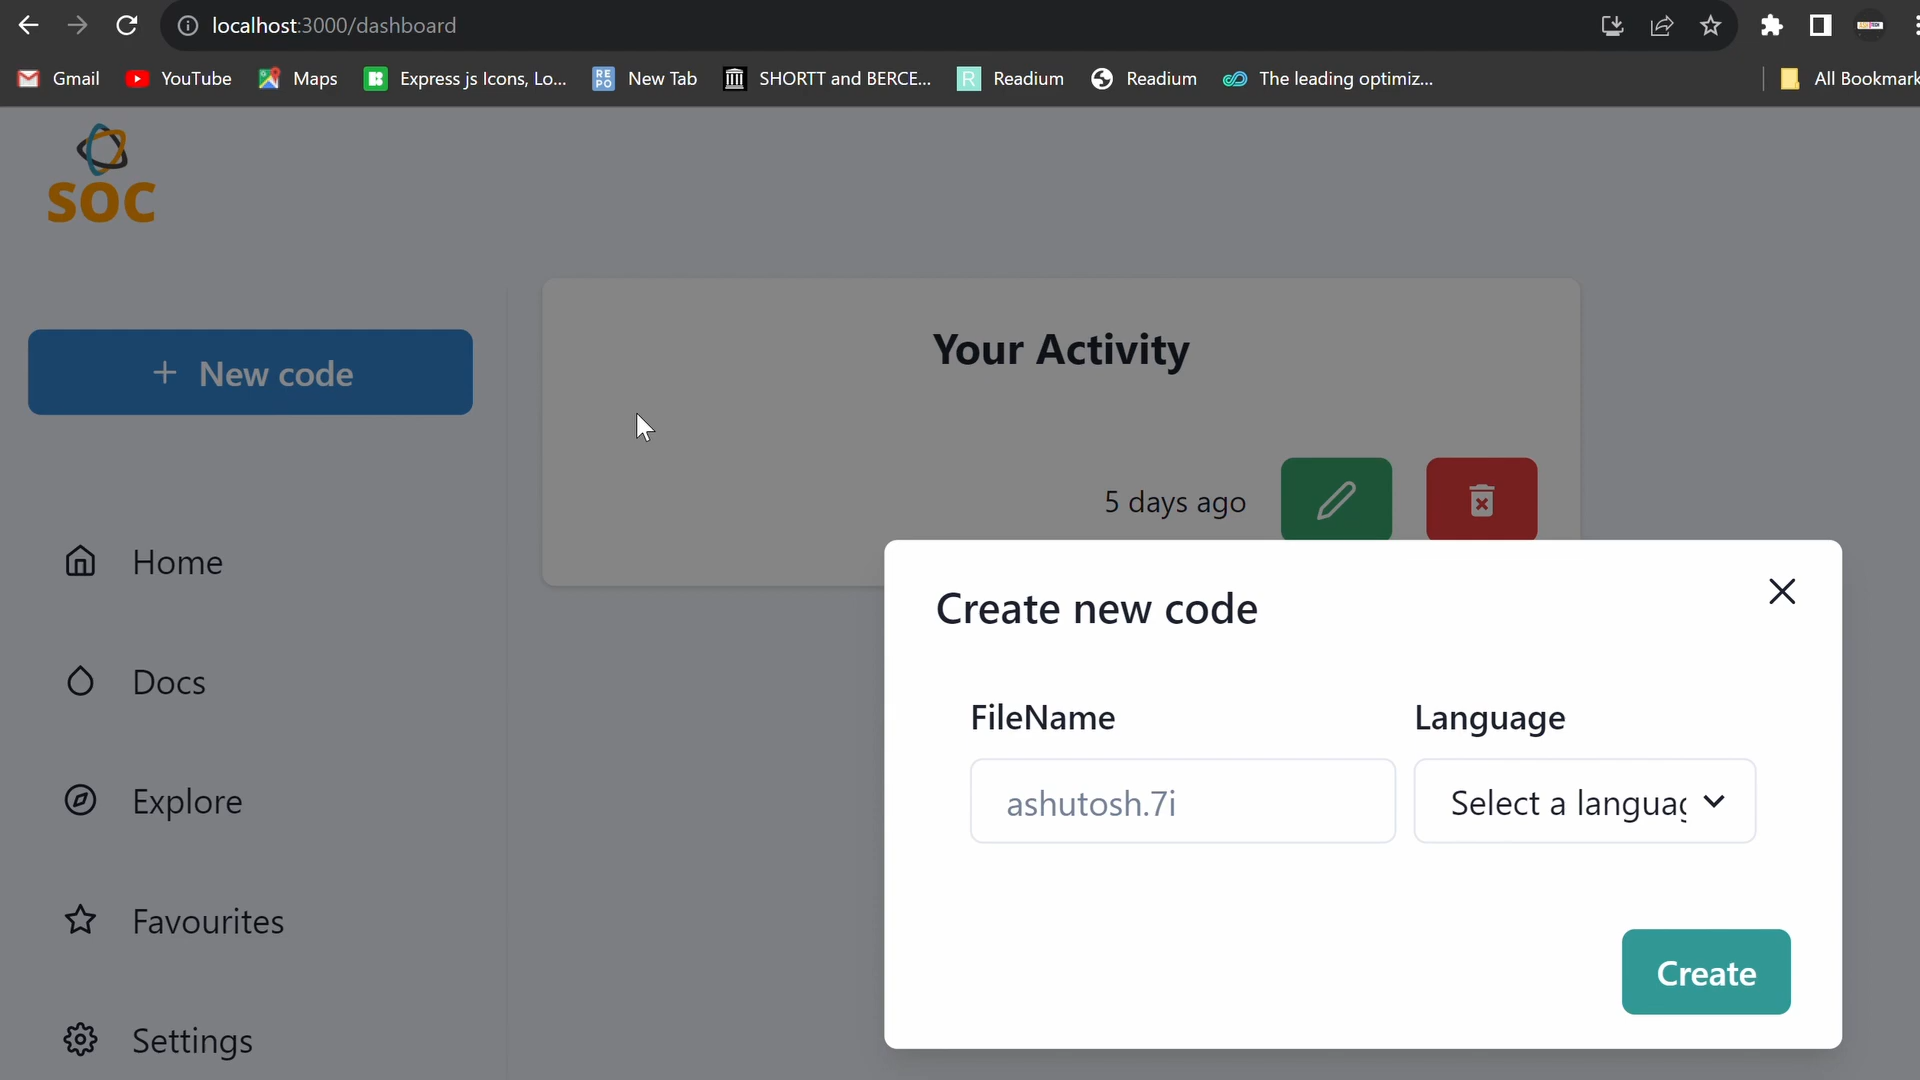 localhost:3000/dashboard
Gmail YouTube Maps Express js Icons, Lo... New Tab SHORTT and BERCE... Readium Readium The leading optimiz... All Bookmark
SOC
+ New code
Home
Docs
Explore
Favourites
Settings
Your Activity
5 days ago
Create new code
FileName Language
ashutosh.7i Select a languag
Create